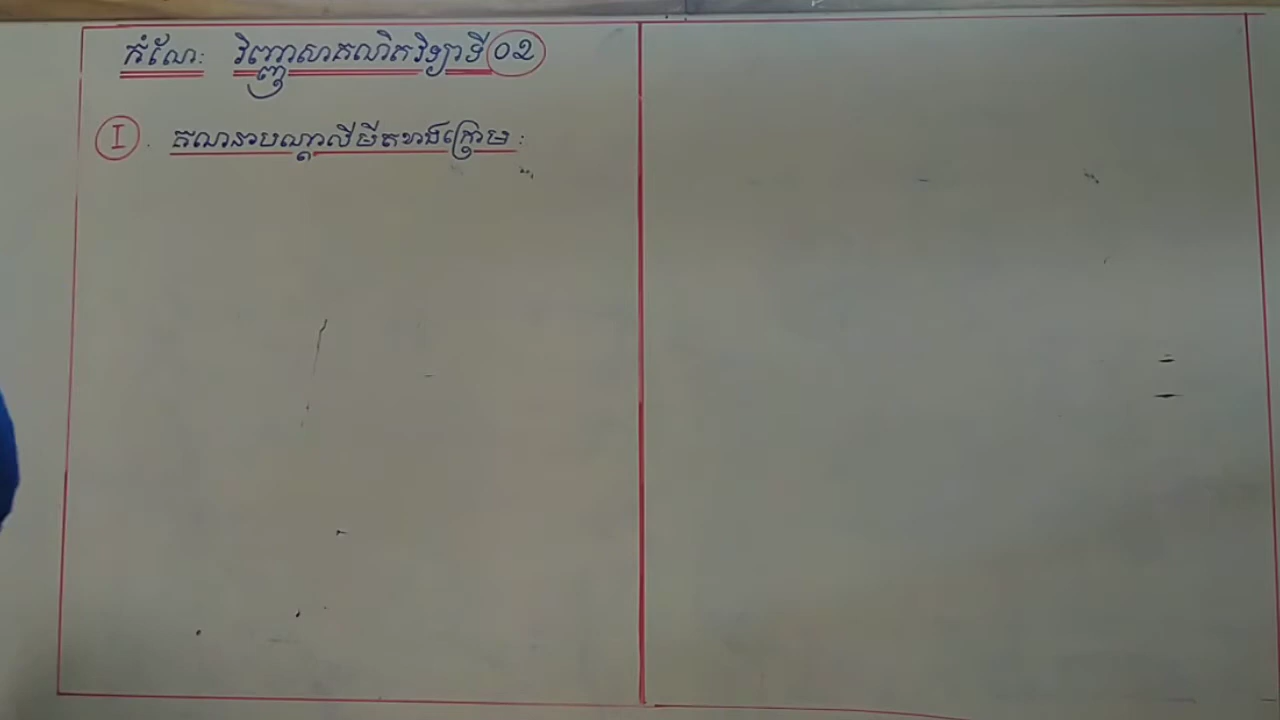 កំណែ៖ វិញ្ញាសាគណិតវិទ្យាទី ០២
I. គណនាបណ្ដាលីមីតខាងក្រោម :